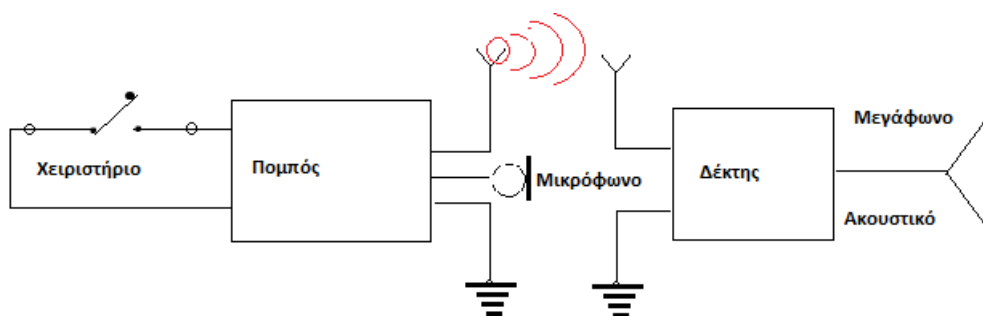 Χειριστήριο
Πομπός
Μικρόφωνο
Δέκτης
Μεγάφωνο
Ακουστικό